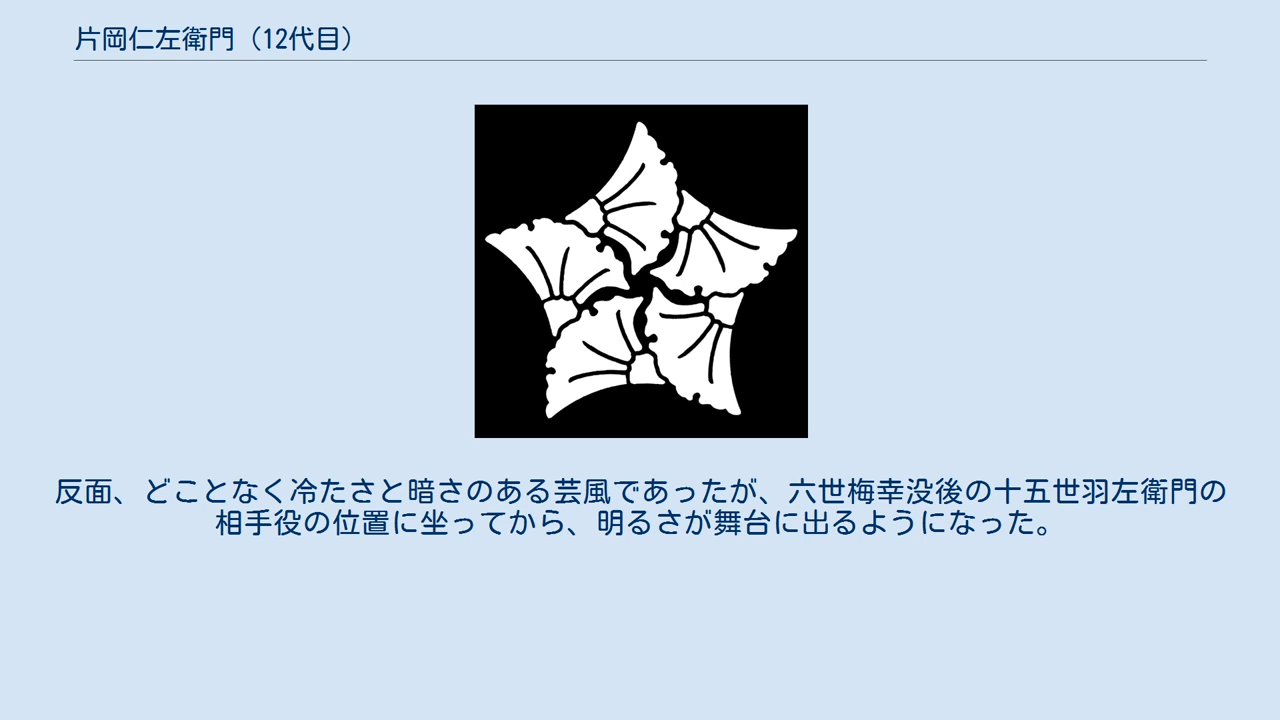 片岡仁左衛門（12代目）
反面、どことなく冷たさと暗さのある芸風であったが、六世梅幸没後の十五世羽左衛門の
相手役の位置に坐ってから、明るさが舞台に出るようになった。